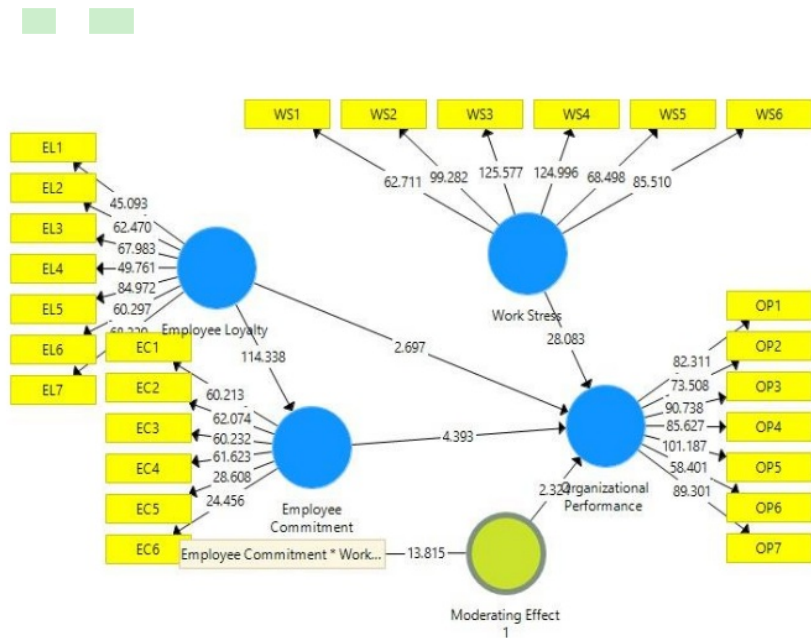 WS1 WS2 WS3 WS4 WS5 WS6
62.711 99.282 125.577 124.996 68.498 85.510
Work Stress
28.083
EL1
EL2
EL3
EL4
EL5
EL6
EL7
45.093
62.470
67.983
49.761
84.972
60.297
Employee Loyalty
114.338
2.697
EC1
EC2
EC3
EC4
EC5
EC6
60.213
62.074
60.232
61.623
28.608
24.456
Employee
Commitment
4.393
OP1
OP2
OP3
OP4
OP5
OP6
OP7
82.311
73.508
90.738
85.627
101.187
58.401
89.301
Organizational
Performance
Employee Commitment * Work...
13.815
Moderating Effect
1